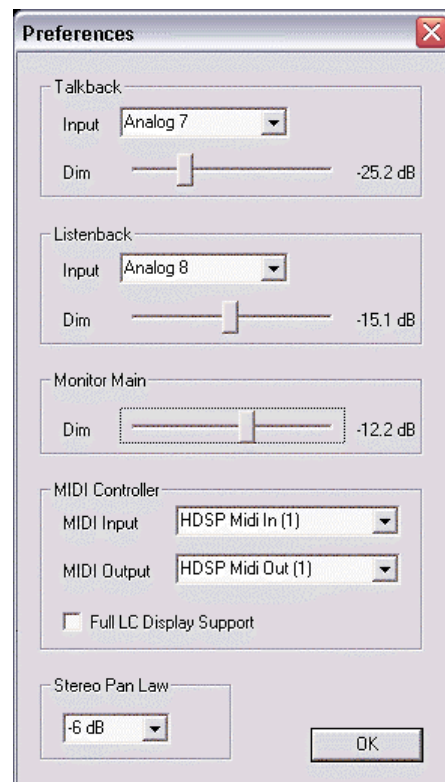 Preferences
Talkback
Input Analog 7
Dim -25.2 dB
Listenback
Input Analog 8
Dim -15.1 dB
Monitor Main
Dim -12.2 dB
MIDI Controller
MIDI Input HDSP Midi In (1)
MIDI Output HDSP Midi Out (1)
Full LC Display Support
Stereo Pan Law
-6 dB
OK